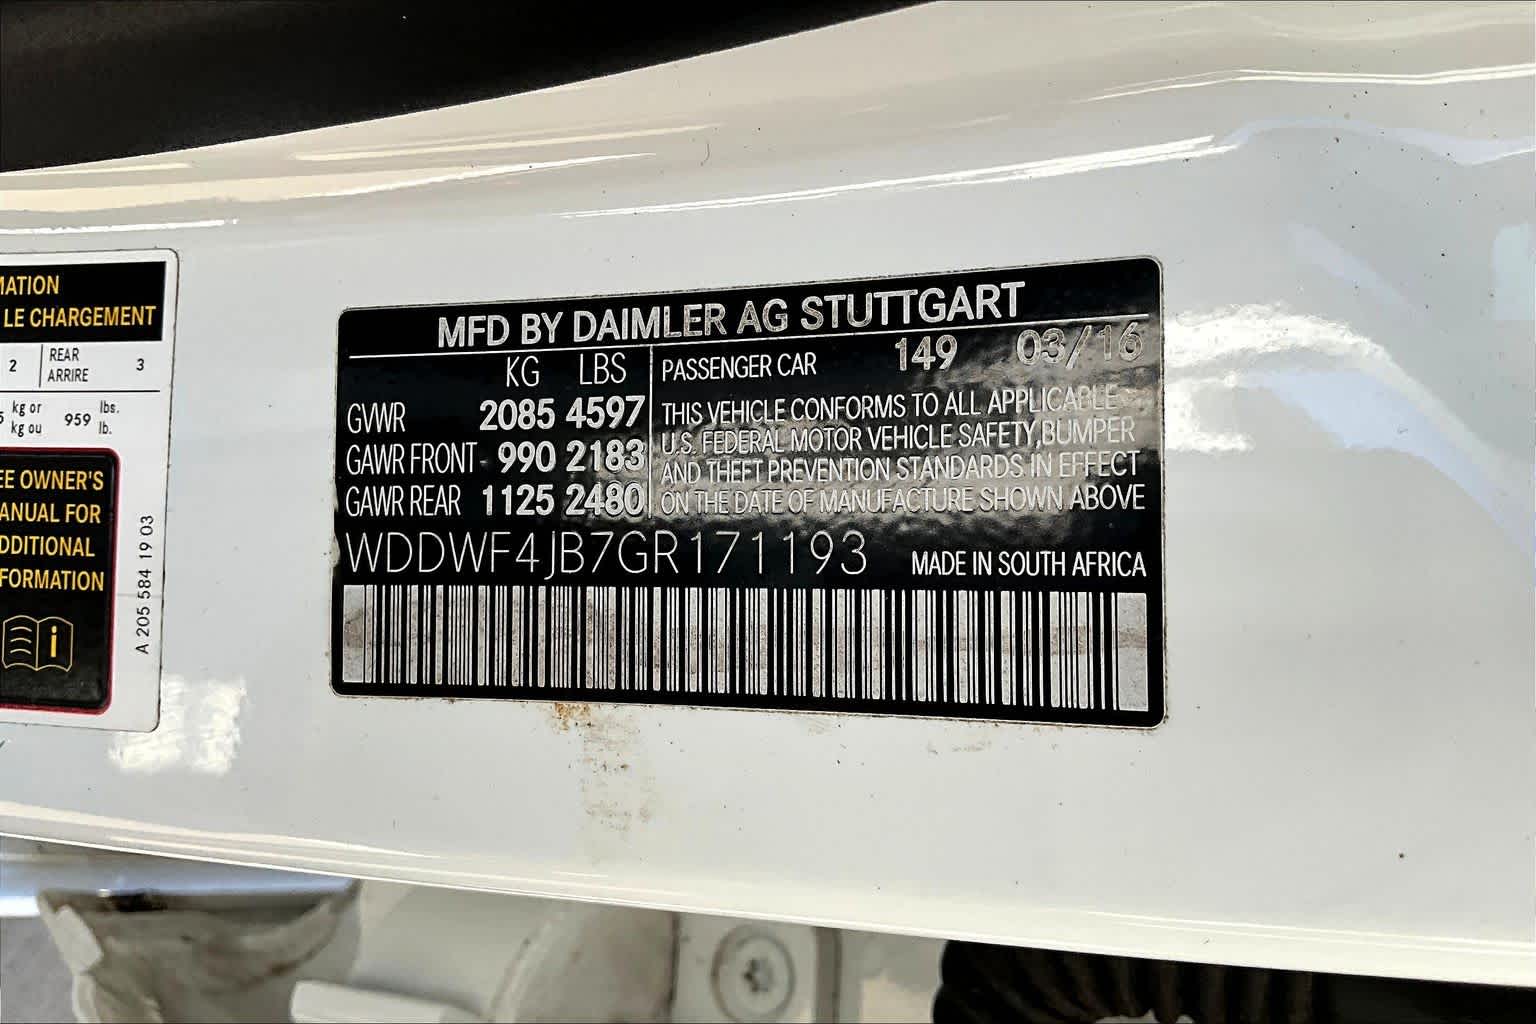 MATION
LE CHARGEMENT
2 REAR ARRIRE 3
kg or kg ou 959 lbs. lb.
EE OWNER'S
ANUAL FOR
DDITIONAL
FORMATION
A 205 584 19 03
MFD BY DAIMLER AG STUTTGART
KG LBS
GVWR 2085 4597
GAWR FRONT 990 2183
GAWR REAR 1125 2480
PASSENGER CAR 149 03/16
THIS VEHICLE CONFORMS TO ALL APPLICABLE
U.S. FEDERAL MOTOR VEHICLE SAFETY, BUMPER
AND THEFT PREVENTION STANDARDS IN EFFECT
ON THE DATE OF MANUFACTURE SHOWN ABOVE
WDDWF4JB7GR171193 MADE IN SOUTH AFRICA